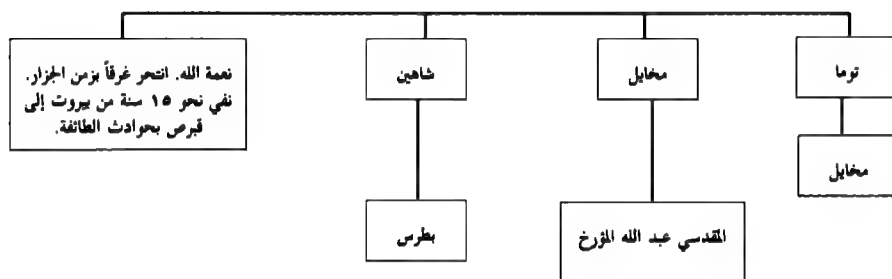 توما
مخايل
شاهين
نعمة الله. انتحر غرقاً بزمن الجزار.
نفي نحو ١٥ سنة من بيروت إلى
قبرص بحوادث الطائفة.
مخايل
المقدسي عبد الله المؤرخ
بطرس